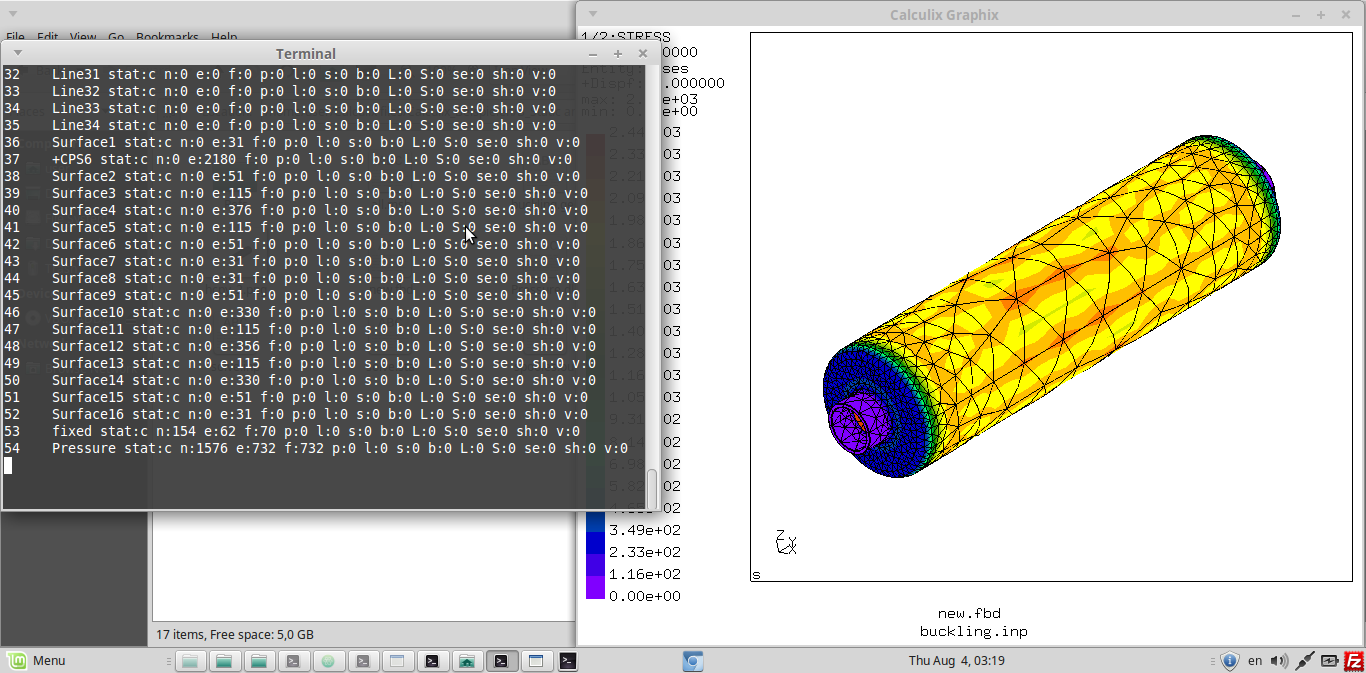 File Edit View Go Bookmarks Help
Terminal
32 Line31 stat:c n:0 e:0 f:0 p:0 l:0 s:0 b:0 L:0 S:0 se:0 sh:0 v:0
33 Line32 stat:c n:0 e:0 f:0 p:0 l:0 s:0 b:0 L:0 S:0 se:0 sh:0 v:0
34 Line33 stat:c n:0 e:0 f:0 p:0 l:0 s:0 b:0 L:0 S:0 se:0 sh:0 v:0
35 Line34 stat:c n:0 e:0 f:0 p:0 l:0 s:0 b:0 L:0 S:0 se:0 sh:0 v:0
36 Surface1 stat:c n:0 e:31 f:0 p:0 l:0 s:0 b:0 L:0 S:0 se:0 sh:0 v:0
37 +CPS6 stat:c n:0 e:2180 f:0 p:0 l:0 s:0 b:0 L:0 S:0 se:0 sh:0 v:0
38 Surface2 stat:c n:0 e:51 f:0 p:0 l:0 s:0 b:0 L:0 S:0 se:0 sh:0 v:0
39 Surface3 stat:c n:0 e:115 f:0 p:0 l:0 s:0 b:0 L:0 S:0 se:0 sh:0 v:0
40 Surface4 stat:c n:0 e:376 f:0 p:0 l:0 s:0 b:0 L:0 S:0 se:0 sh:0 v:0
41 Surface5 stat:c n:0 e:115 f:0 p:0 l:0 s:0 b:0 L:0 S:0 se:0 sh:0 v:0
42 Surface6 stat:c n:0 e:51 f:0 p:0 l:0 s:0 b:0 L:0 S:0 se:0 sh:0 v:0
43 Surface7 stat:c n:0 e:31 f:0 p:0 l:0 s:0 b:0 L:0 S:0 se:0 sh:0 v:0
44 Surface8 stat:c n:0 e:31 f:0 p:0 l:0 s:0 b:0 L:0 S:0 se:0 sh:0 v:0
45 Surface9 stat:c n:0 e:51 f:0 p:0 l:0 s:0 b:0 L:0 S:0 se:0 sh:0 v:0
46 Surface10 stat:c n:0 e:330 f:0 p:0 l:0 s:0 b:0 L:0 S:0 se:0 sh:0 v:0
47 Surface11 stat:c n:0 e:115 f:0 p:0 l:0 s:0 b:0 L:0 S:0 se:0 sh:0 v:0
48 Surface12 stat:c n:0 e:356 f:0 p:0 l:0 s:0 b:0 L:0 S:0 se:0 sh:0 v:0
49 Surface13 stat:c n:0 e:115 f:0 p:0 l:0 s:0 b:0 L:0 S:0 se:0 sh:0 v:0
50 Surface14 stat:c n:0 e:330 f:0 p:0 l:0 s:0 b:0 L:0 S:0 se:0 sh:0 v:0
51 Surface15 stat:c n:0 e:51 f:0 p:0 l:0 s:0 b:0 L:0 S:0 se:0 sh:0 v:0
52 Surface16 stat:c n:0 e:31 f:0 p:0 l:0 s:0 b:0 L:0 S:0 se:0 sh:0 v:0
53 fixed stat:c n:154 e:62 f:70 p:0 l:0 s:0 b:0 L:0 S:0 se:0 sh:0 v:0
54 Pressure stat:c n:1576 e:732 f:732 p:0 l:0 s:0 b:0 L:0 S:0 se:0 sh:0 v:0
17 items, Free space: 5,0 GB
Calculix Graphix
1/2:STRESS
3.49e+02
2.33e+02
1.16e+02
0.00e+00
Z Y
X
s
new.fbd
buckling.inp
Menu
Thu Aug 4, 03:19
en